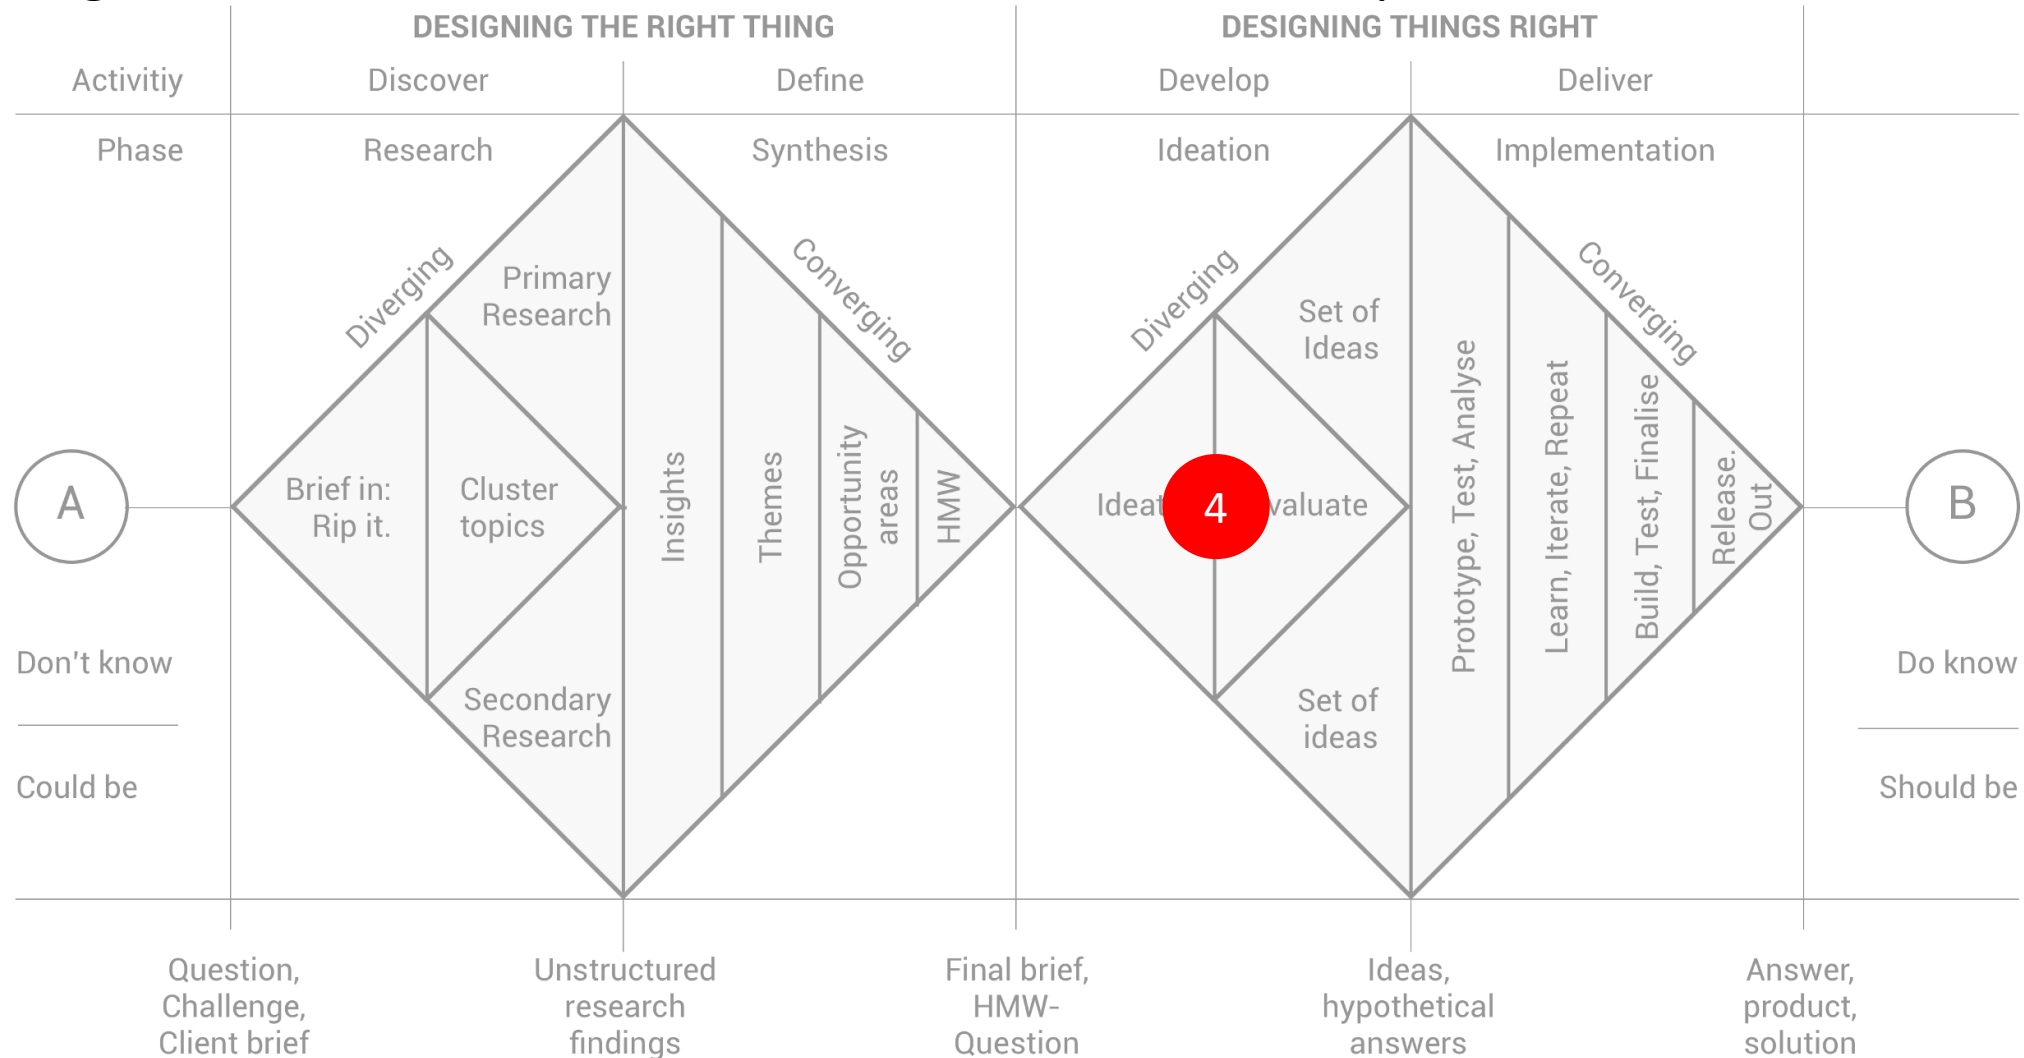 DESIGNING THE RIGHT THING
DESIGNING THINGS RIGHT
Activitiy
Discover
Define
Develop
Deliver
Phase
Research
Synthesis
Ideation
Implementation
Diverging
Primary
Research
Converging
Diverging
Set of
Ideas
Converging
A
Brief in:
Rip it.
Cluster
topics
Insights
Themes
Opportunity
areas
HMW
4
Prototype, Test, Analyse
Learn, Iterate, Repeat
Build, Test, Finalise
Release.
Out
B
Secondary
Research
Set of
ideas
Don't know
Could be
Do know
Should be
Question,
Challenge,
Client brief
Unstructured
research
findings
Final brief,
HMW-
Question
Ideas,
hypothetical
answers
Answer,
product,
solution